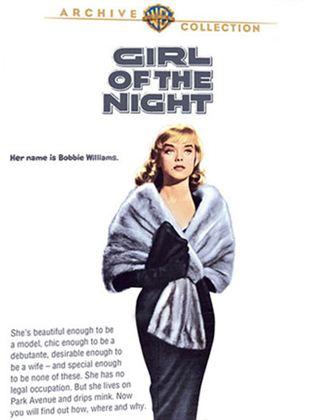 ARCHIVE WB COLLECTION
GIRL
OF THE
NIGHT
Her name is Bobbie Williams.
She's beautiful enough to be
a model, chic enough to be a
debutante, desirable enough to
be a wife – and special enough
to be none of these. She has no
legal occupation. But she lives on
Park Avenue and drips mink. Now
you will find out how, where and why.